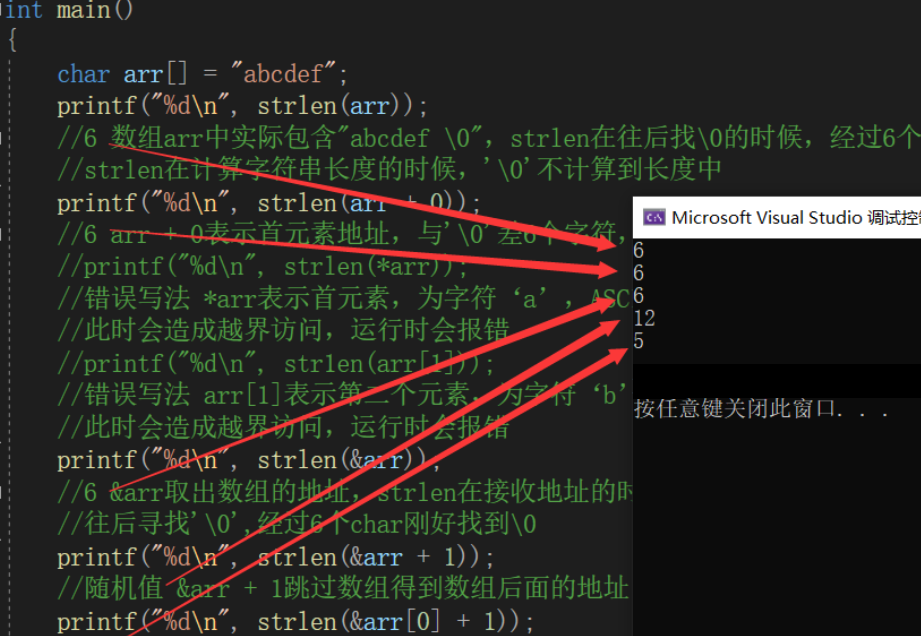 int main()
{
char arr[] = "abcdef";
printf("%d\n", strlen(arr));
//6 数组arr中实际包含"abcdef \0", strlen在往后找\0的时候，经过6个
//strlen在计算字符串长度的时候，'\0'不计算到长度中
printf("%d\n", strlen(arr + 0));
//6 arr + 0表示首元素地址，与'\0'差6个字符，
//printf("%d\n", strlen(*arr));
//错误写法 *arr表示首元素，为字符‘a’，ASC
//此时会造成越界访问，运行时会报错
//printf("%d\n", strlen(arr[1]));
//错误写法 arr[1]表示第二个元素，为字符‘b’
//此时会造成越界访问，运行时会报错
printf("%d\n", strlen(&arr));
//6 &arr取出数组的地址，strlen在接收地址的时
//往后寻找'\0',经过6个char刚好找到\0
printf("%d\n", strlen(&arr + 1));
//随机值 &arr + 1跳过数组得到数组后面的地址
printf("%d\n", strlen(&arr[0] + 1));
Microsoft Visual Studio 调试控
6
6
6
12
5
按任意键关闭此窗口. . .